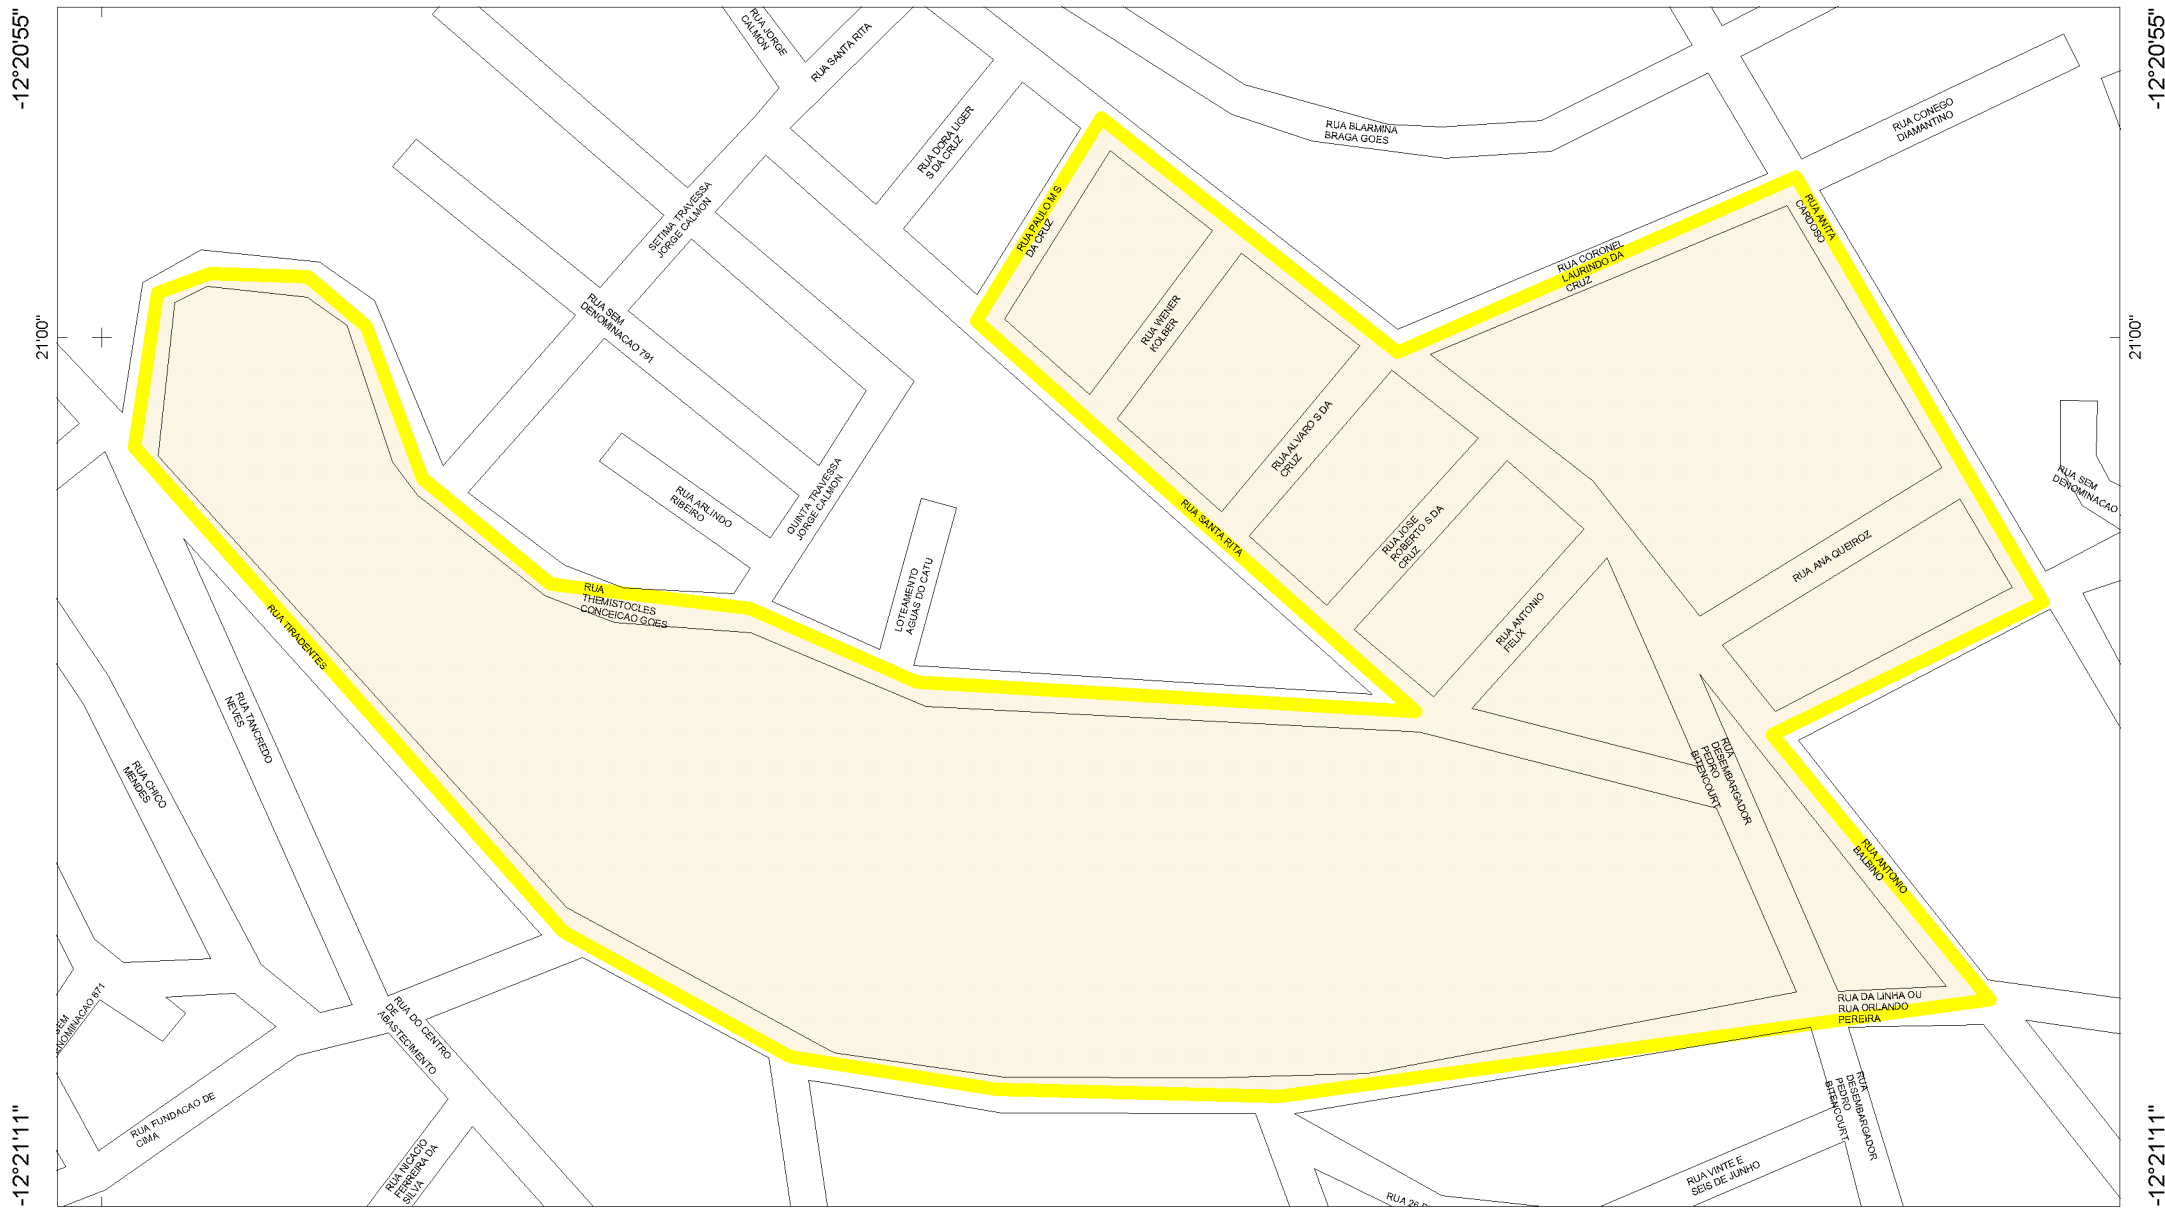 -12°20'55"
-12°20'55"
RUA JORGE
CALMON
RUA SANTA RITA
RUA DORA LIGER
S DA CRUZ
RUA BLARMINA
BRAGA GOES
RUA CONEGO
DIAMANTINO
SETIMA TRAVESSA
JORGE CALMON
RUA PAULO M S
DA CRUZ
RUA ANITA
CARDOSO
RUA CORONEL
LAURINDO DA
CRUZ
21'00"
21'00"
RUA SEM
DENOMINACAO 791
RUA WENER
KOLBER
RUA ALVARO S DA
CRUZ
RUA ARLINDO
RIBEIRO
QUINTA TRAVESSA
JORGE CALMON
RUA SANTA RITA
RUA JOSE
ROBERTO S DA
CRUZ
RUA SEM
DENOMINACAO
RUA ANA QUEIROZ
LOTEAMENTO
AGUAS DO CATU
RUA
THEMISTOCLES
CONCEICAO GOES
RUA ANTONIO
FELIX
RUA TIRADENTES
RUA TANCREDO
NEVES
RUA CHICO
MENDES
RUA
DESEMBARGADOR
PEDRO
BITENCOURT
RUA ANTONIO
BALBINO
RUA DA LINHA OU
RUA ORLANDO
PEREIRA
SEM
ENOMINACAO 671
RUA DO CENTRO
DE
ABASTECIMENTO
RUA FUNDACAO DE
CIMA
RUA NICACIO
FERREIRA DA
SILVA
RUA
DESEMBARGADOR
PEDRO
BITENCOURT
RUA VINTE E
SEIS DE JUNHO
RUA 26
-12°21'11"
-12°21'11"